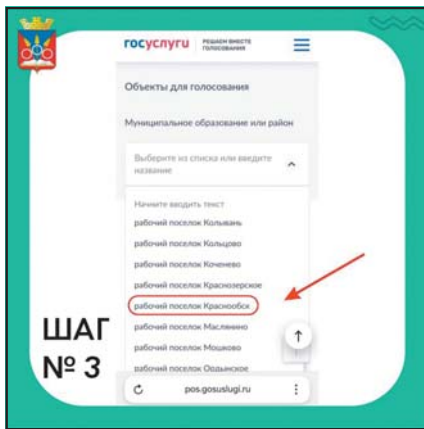 госуслуги
РЕШАЕМ ВМЕСТЕ
ГОЛОСОВАНИЯ
Объекты для голосования
Муниципальное образование или район
Выберите из списка или введите
название
Начните вводить текст
рабочий поселок Колывань
рабочий поселок Кольцово
рабочий поселок Коченево
рабочий поселок Краснозерское
рабочий поселок Краснообск
рабочий поселок Маслянино
рабочий поселок Мошково
рабочий поселок Ордынское
pos.gosuslugi.ru
ШАГ
№ 3